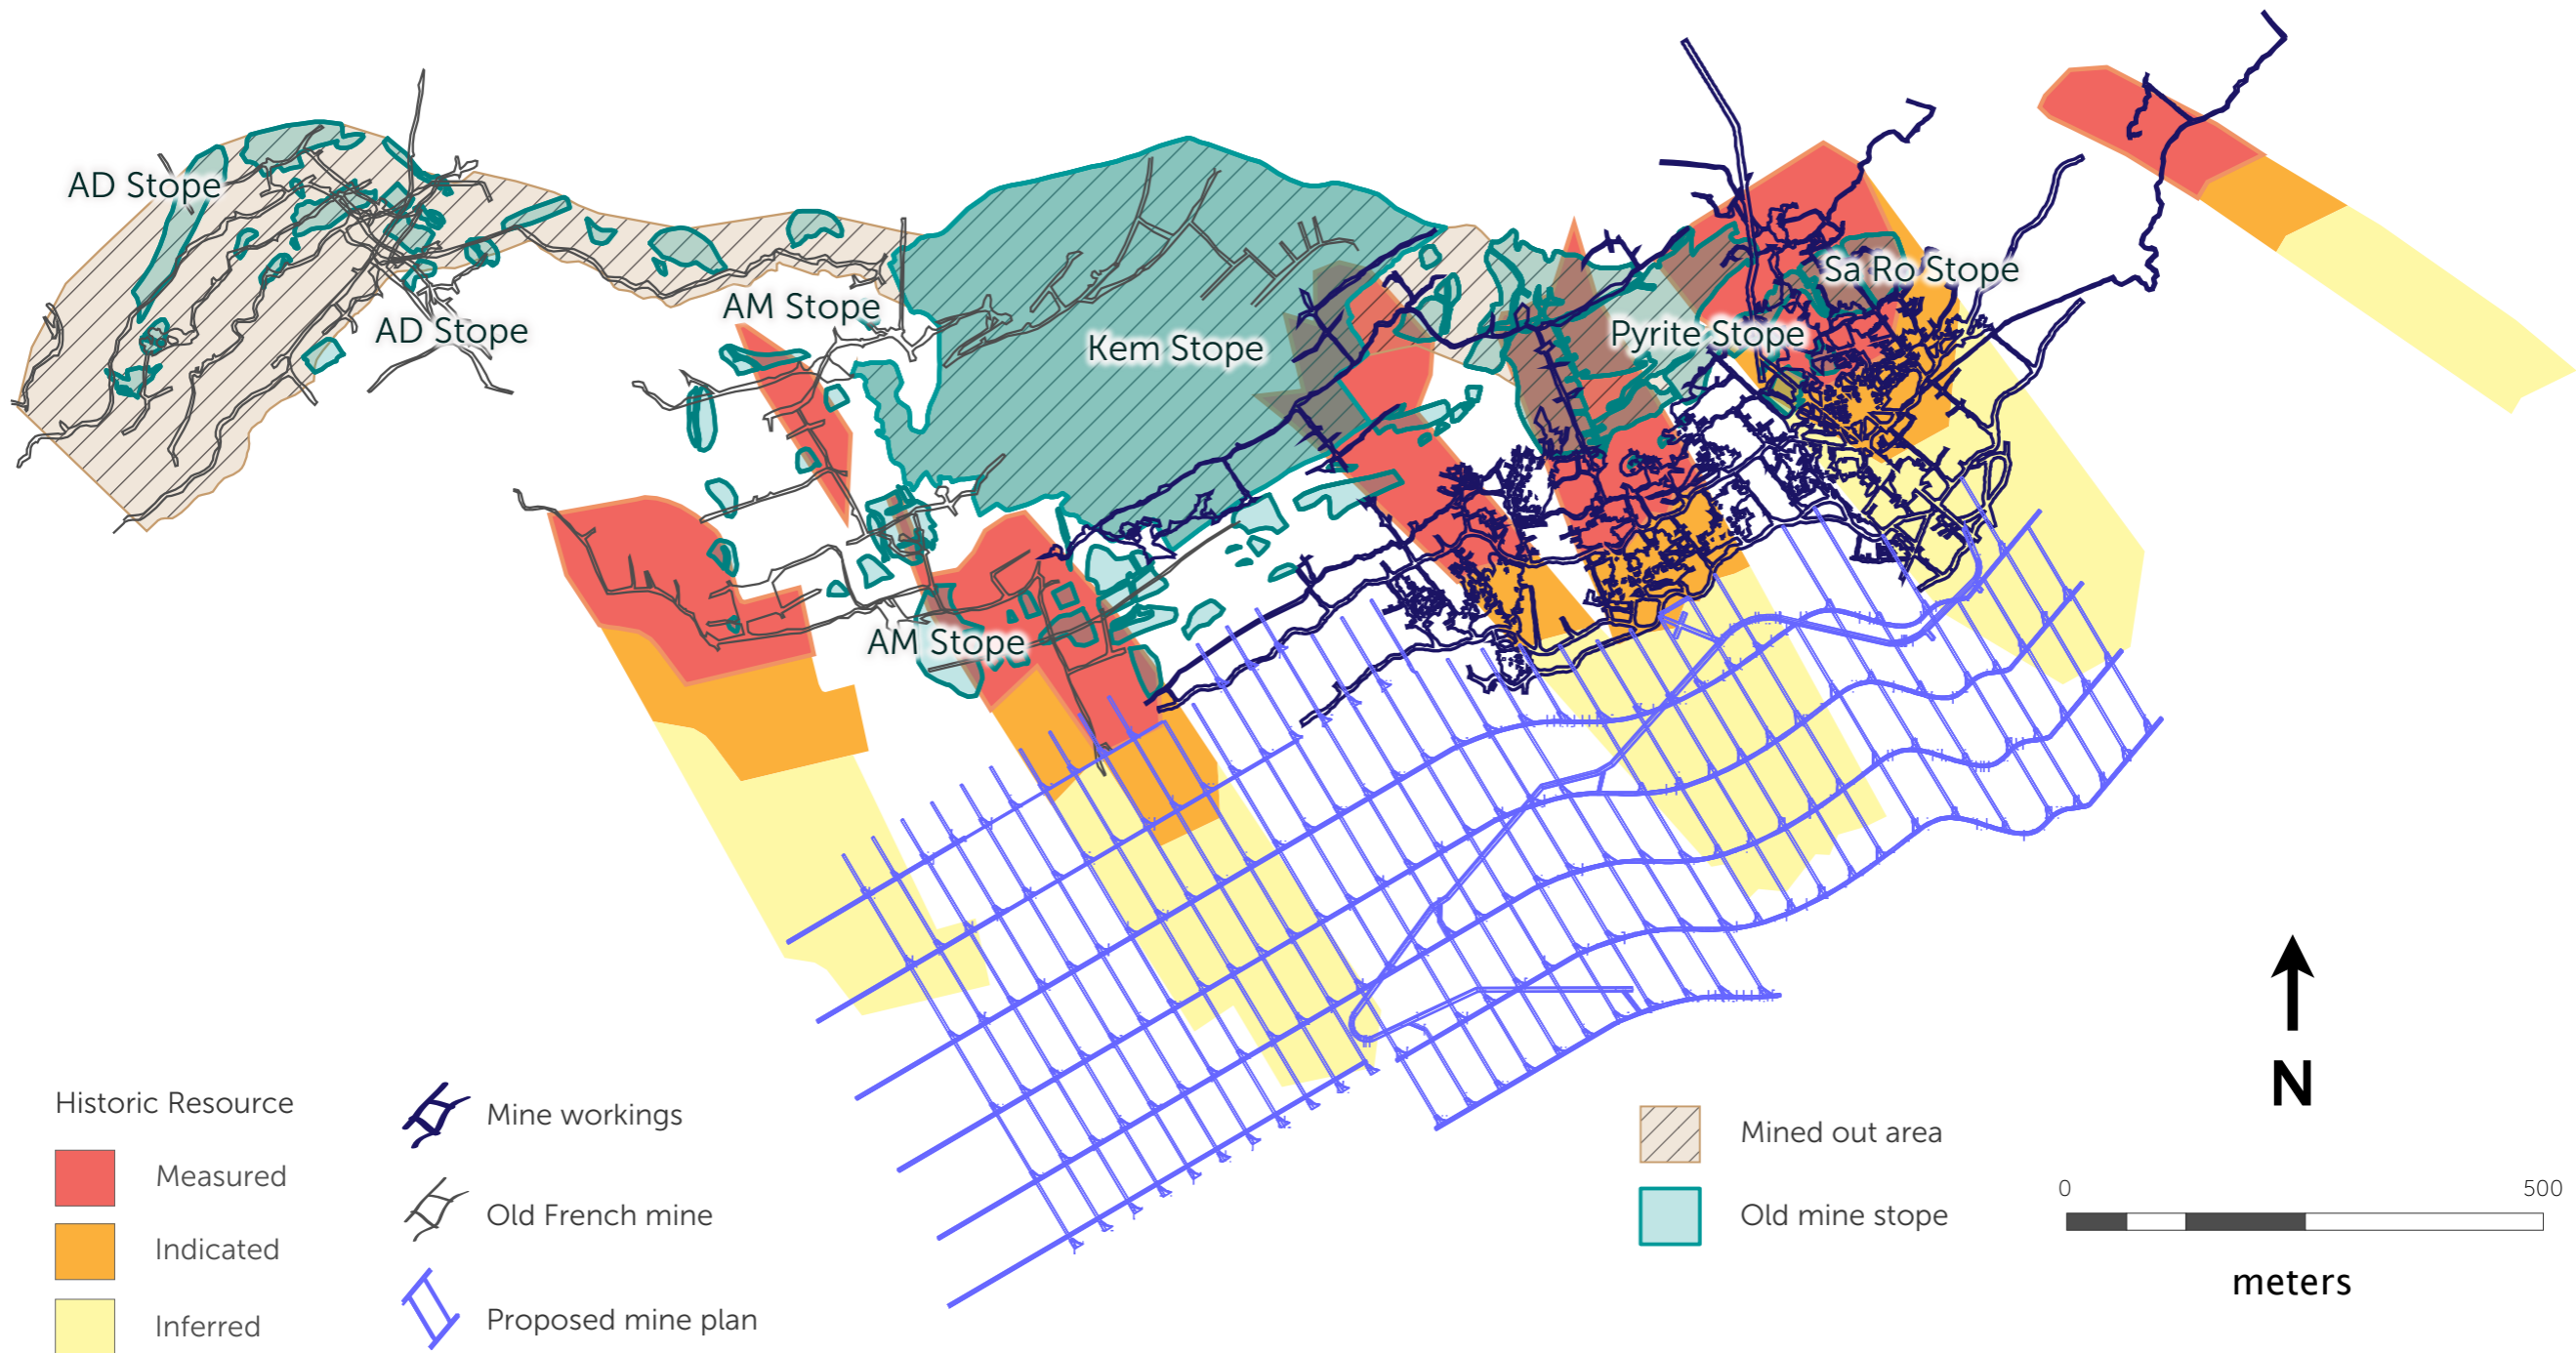 AD Stope
AD Stope
AM Stope
Kem Stope
Sa Ro Stope
Pyrite Stope
AM Stope
Historic Resource
Measured
Indicated
Inferred
Mine workings
Old French mine
Proposed mine plan
Mined out area
Old mine stope
N
0 500
meters